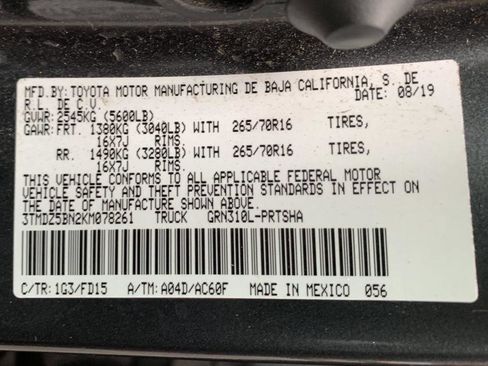 MFD.BY:TOYOTA MOTOR MANUFACTURING DE BAJA CALIFORNIA, S. DE
R.L. DE C.V. DATE: 08/19
GVWR:2545KG (5600LB)
GAWR:FRT. 1380KG (3040LB) WITH 265/70R16 TIRES,
16X7J RIMS,
RR. 1490KG (3280LB) WITH 265/70R16 TIRES,
16X7J RIMS.
THIS VEHICLE CONFORMS TO ALL APPLICABLE FEDERAL MOTOR
VEHICLE SAFETY AND THEFT PREVENTION STANDARDS IN EFFECT ON
THE DATE OF MANUFACTURE SHOWN ABOVE.
3TMDZ5BN2KM078261 TRUCK GRN310L-PRTSHA
C/TR: 1G3/FD15 A/TM: A04D/AC60F MADE IN MEXICO 056